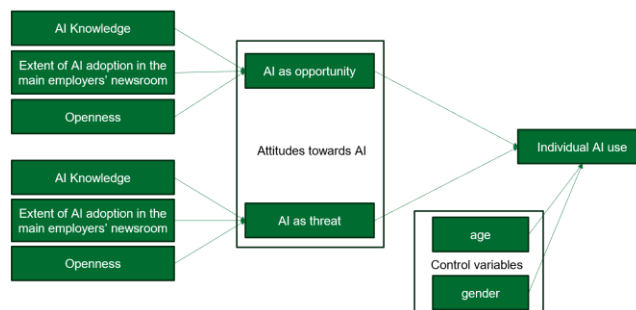 AI Knowledge
Extent of AI adoption in the
main employers' newsroom
Openness
AI as opportunity
Attitudes towards AI
Individual AI use
AI Knowledge
Extent of AI adoption in the
main employers' newsroom
Openness
AI as threat
age
Control variables
gender